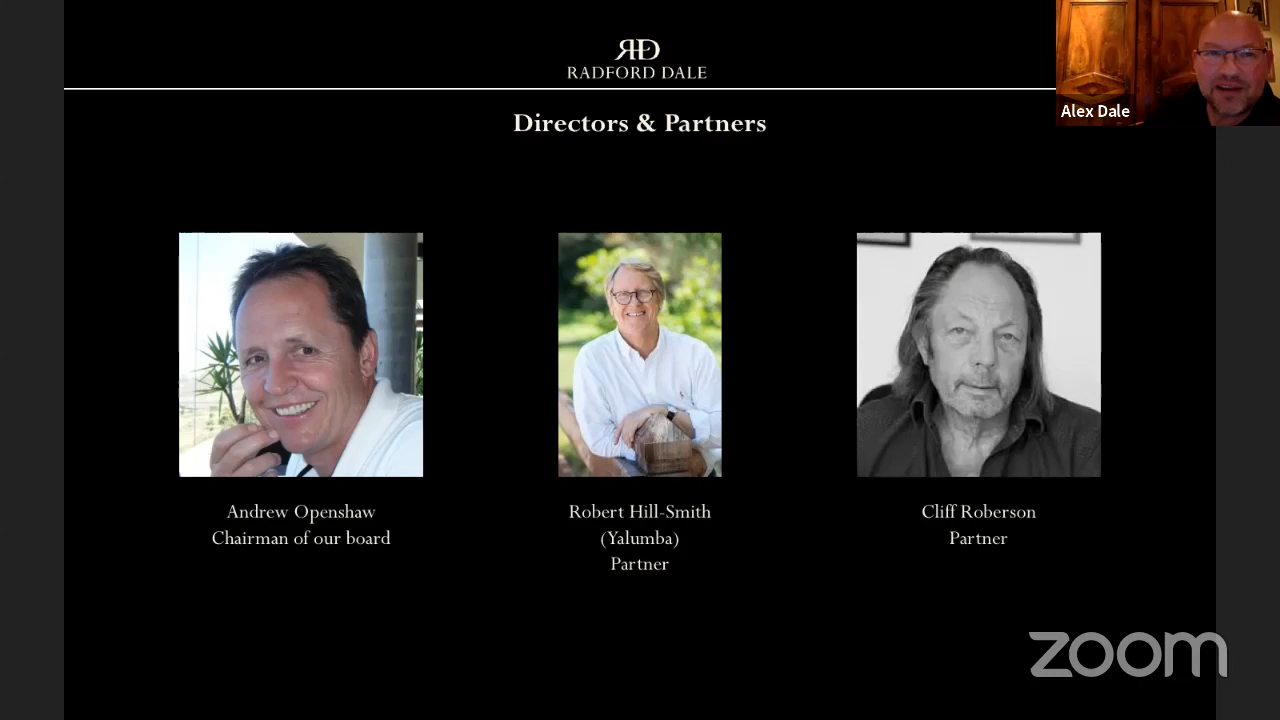 RD
RADFORD DALE
Alex Dale
Directors & Partners
Andrew Openshaw
Chairman of our board
Robert Hill-Smith
(Yalumba)
Partner
Cliff Roberson
Partner
zoom